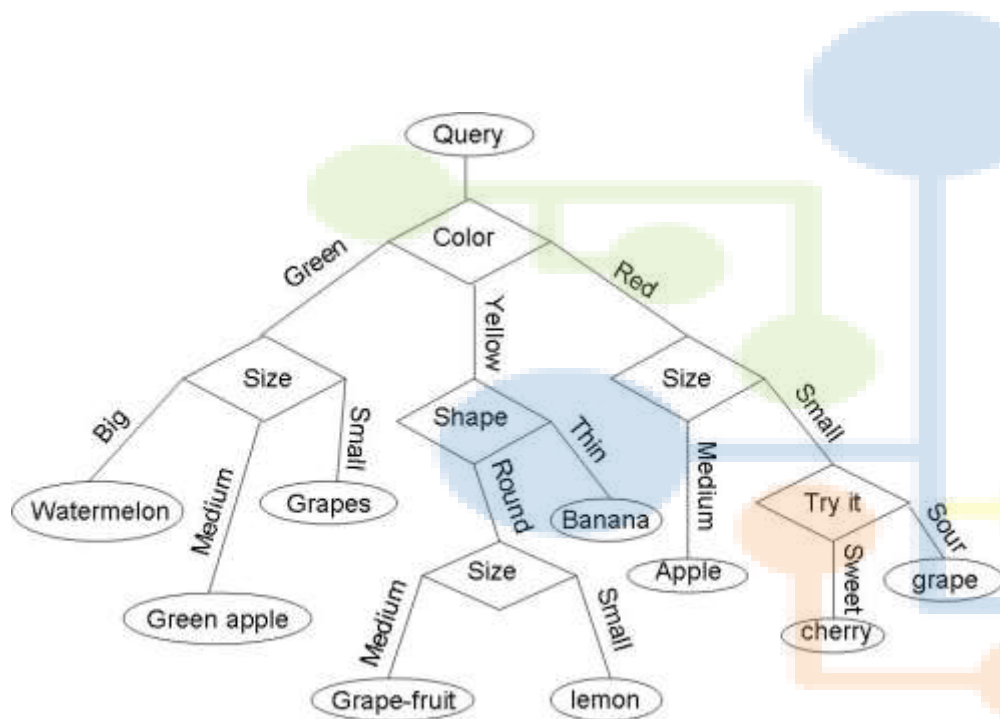 Query
Color
Green
Yellow
Red
Size
Shape
Size
Big
Medium
Small
Round
Thin
Medium
Small
Watermelon
Grapes
Banana
Try it
Green apple
Size
Apple
Sweet
Sour
cherry
grape
Medium
Small
Grape-fruit
lemon